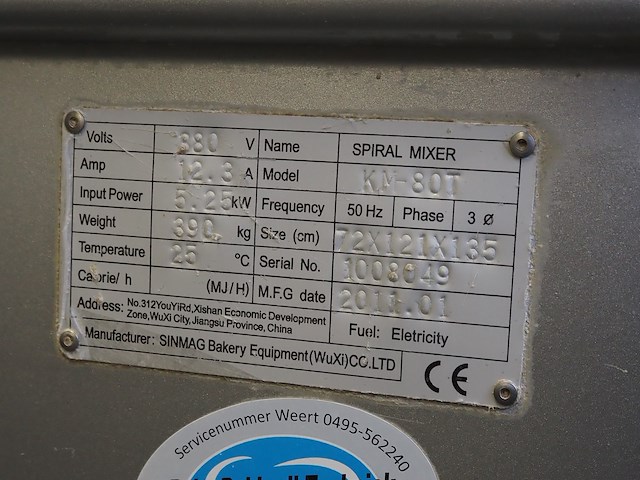 Volts 380 V Name SPIRAL MIXER
Amp 12.3 A Model KM-80T
Input Power 5.25 kW Frequency 50 Hz Phase 3 Ø
Weight 390 kg Size (cm) 72X121X135
Temperature 25 °C Serial No. 1008649
Calorie/ h (MJ/H) M.F.G date 2011.01
Address: No.312YouYiRd,Xishan Economic Development
Zone,WuXi City,Jiangsu Province,China
Fuel: Eletricity
Manufacturer: SINMAG Bakery Equipment(WuXi)CO.LTD
CE
Servicenummer Weert 0495-562240